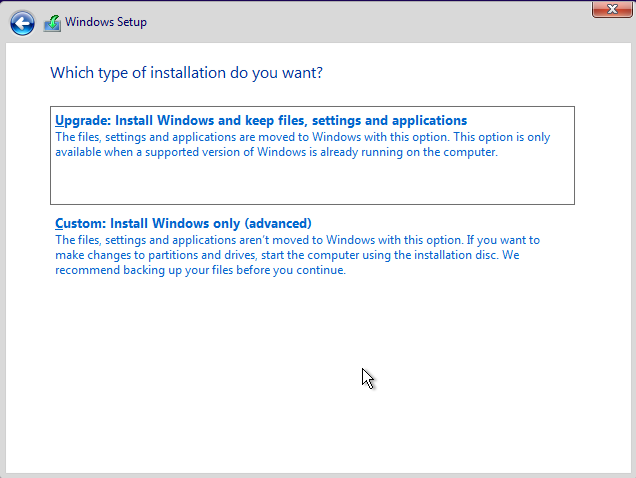 Windows Setup
Which type of installation do you want?
Upgrade: Install Windows and keep files, settings and applications
The files, settings and applications are moved to Windows with this option. This option is only
available when a supported version of Windows is already running on the computer.
Custom: Install Windows only (advanced)
The files, settings and applications aren't moved to Windows with this option. If you want to
make changes to partitions and drives, start the computer using the installation disc. We
recommend backing up your files before you continue.